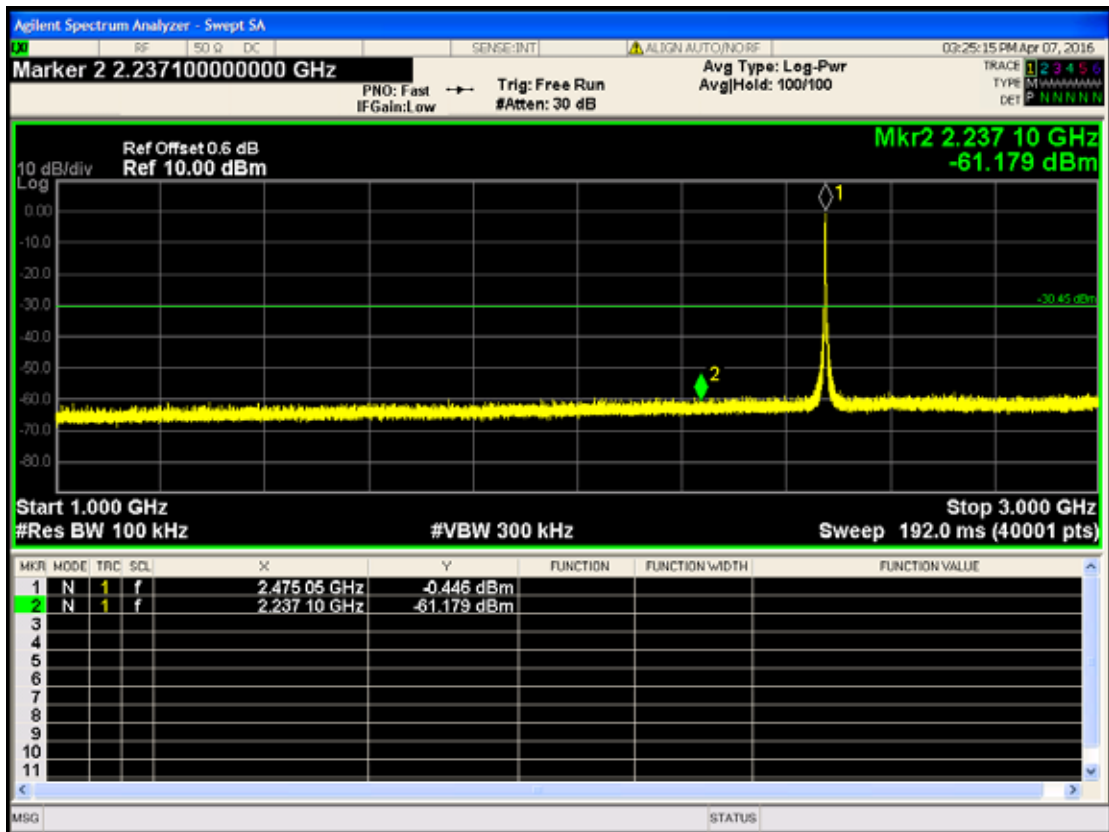 Agilent Spectrum Analyzer - Swept SA
LXI RF 50 Ω DC SENSE:INT ALIGN AUTO/NO RF 03:25:15 PM Apr 07, 2016
Marker 2 2.237100000000 GHz
PNO: Fast
IFGain:Low
Trig: Free Run
#Atten: 30 dB
Avg Type: Log-Pwr
Avg|Hold: 100/100
TRACE 1 2 3 4 5 6
TYPE M WWWWW
DET P N N N N N
Mkr2 2.237 10 GHz
-61.179 dBm
Ref Offset 0.6 dB
10 dB/div Ref 10.00 dBm
Log
1
0.00
-10.0
-20.0
-30.0
-30.45 dBm
-40.0
-50.0
2
-60.0
-70.0
-80.0
Start 1.000 GHz Stop 3.000 GHz
#Res BW 100 kHz #VBW 300 kHz Sweep 192.0 ms (40001 pts)
MKR MODE TRC SCL X Y FUNCTION FUNCTION WIDTH FUNCTION VALUE
1 N 1 f 2.475 05 GHz -0.446 dBm
2 N 1 f 2.237 10 GHz -61.179 dBm
3
4
5
6
7
8
9
10
11
MSG STATUS